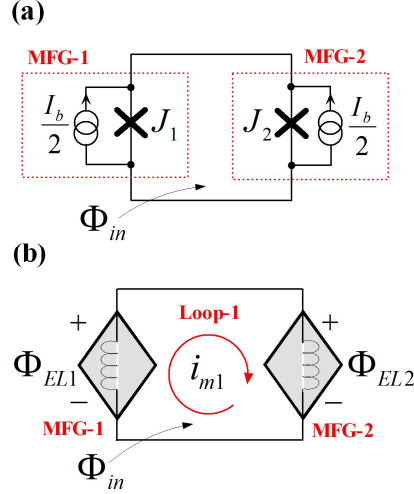 (a)
MFG-1 MFG-2
I_b/2 J_1 J_2 I_b/2
Φ_in
(b)
Loop-1
+ +
Φ_EL1 i_m1 Φ_EL2
− −
MFG-1 MFG-2
Φ_in